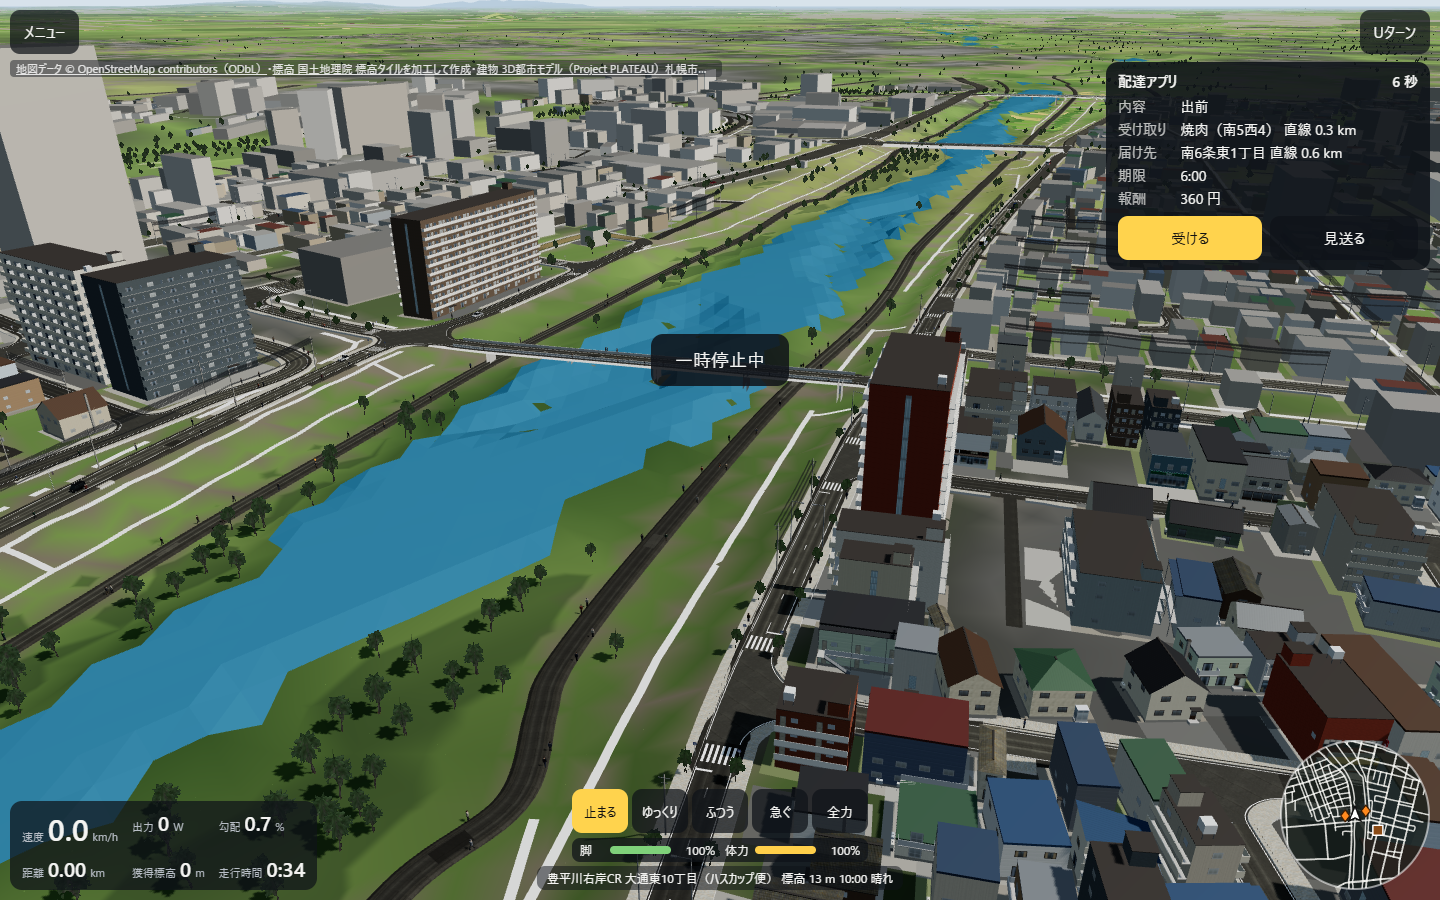 メニュー
Uターン
地図データ © OpenStreetMap contributors（ODbL）・標高 国土地理院 標高タイルを加工して作成・建物 3D都市モデル（Project PLATEAU）札幌市...
配達アプリ 6 秒
内容 出前
受け取り 焼肉（南5西4） 直線 0.3 km
届け先 南6条東1丁目 直線 0.6 km
期限 6:00
報酬 360 円
受ける 見送る
一時停止中
速度 0.0 km/h 出力 0 W 勾配 0.7 %
距離 0.00 km 獲得標高 0 m 走行時間 0:34
止まる ゆっくり ふつう 急ぐ 全力
脚 100% 体力 100%
豊平川右岸CR 大通東10丁目（ハスカップ便） 標高 13 m 10:00 晴れ